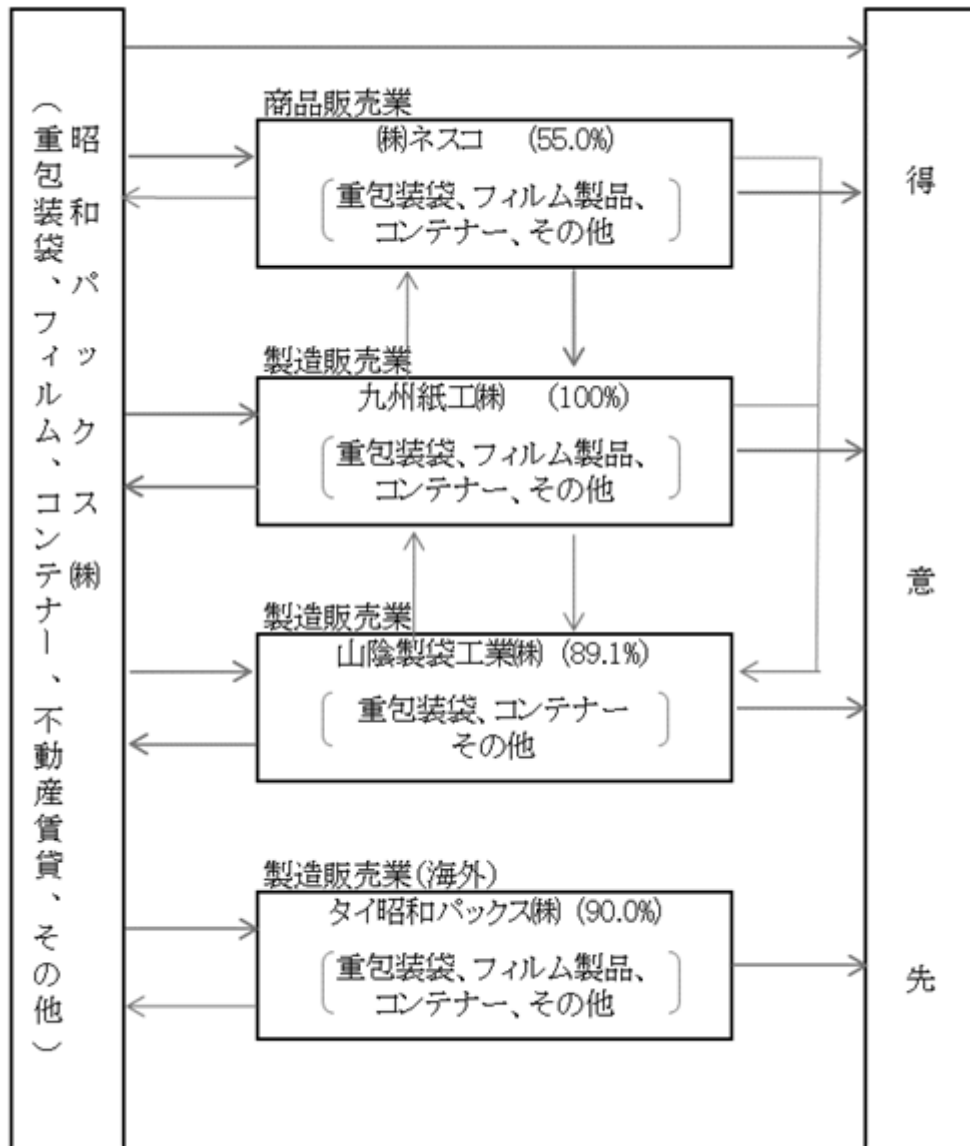 昭和パックス㈱
（重包装袋、フィルム、コンテナー、不動産賃貸、その他）
商品販売業
㈱ネスコ (55.0%)
重包装袋、フィルム製品、
コンテナー、その他
製造販売業
九州紙工㈱ (100%)
重包装袋、フィルム製品、
コンテナー、その他
製造販売業
山陰製袋工業㈱ (89.1%)
重包装袋、コンテナー
その他
製造販売業(海外)
タイ昭和パックス㈱ (90.0%)
重包装袋、フィルム製品、
コンテナー、その他
得意先